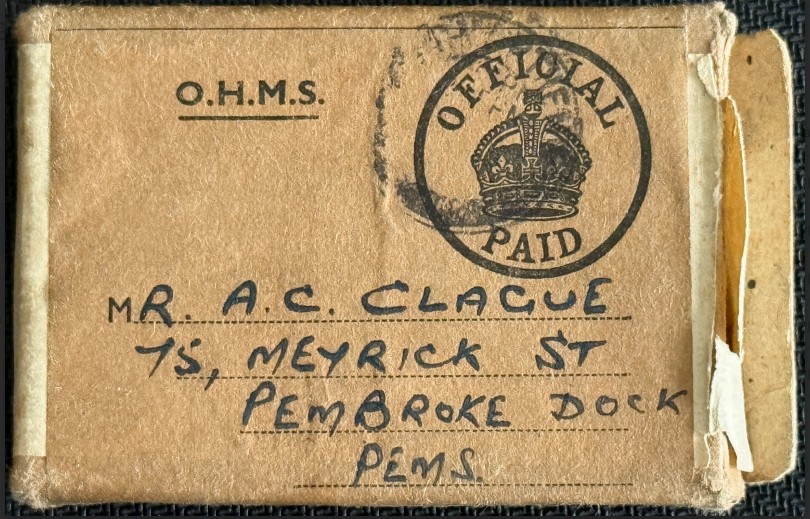 O.H.M.S.
OFFICIAL
PAID
MR. A.C. CLAGUE
75, MEYRICK ST
PEMBROKE DOCK
PEMS.